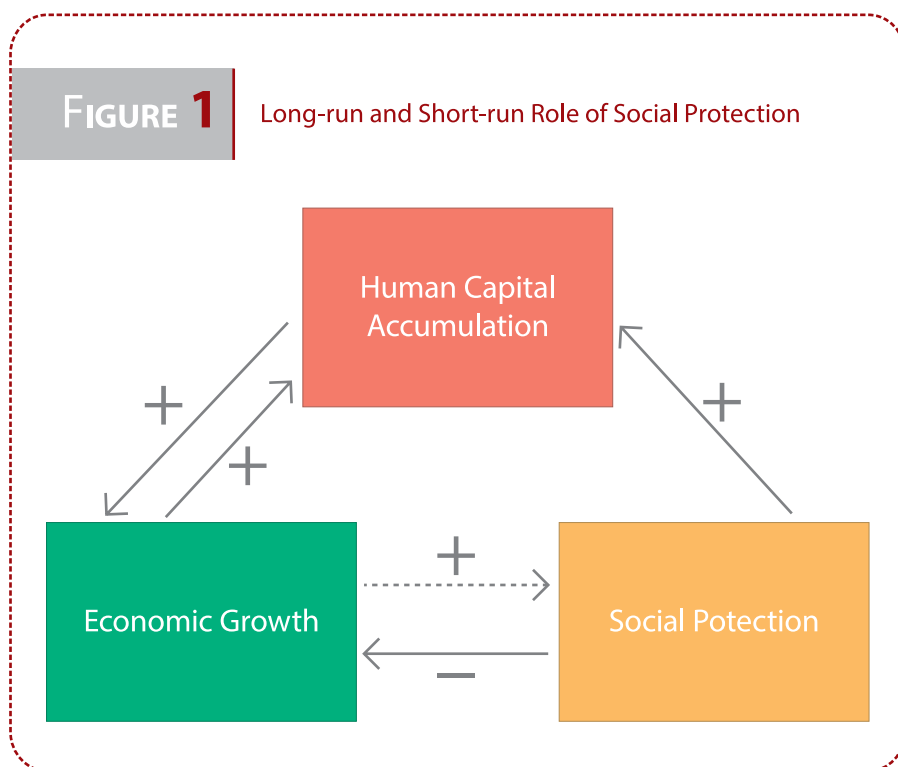 FIGURE 1
Long-run and Short-run Role of Social Protection
Human Capital
Accumulation
+
+
+
+
Economic Growth
Social Potection
−